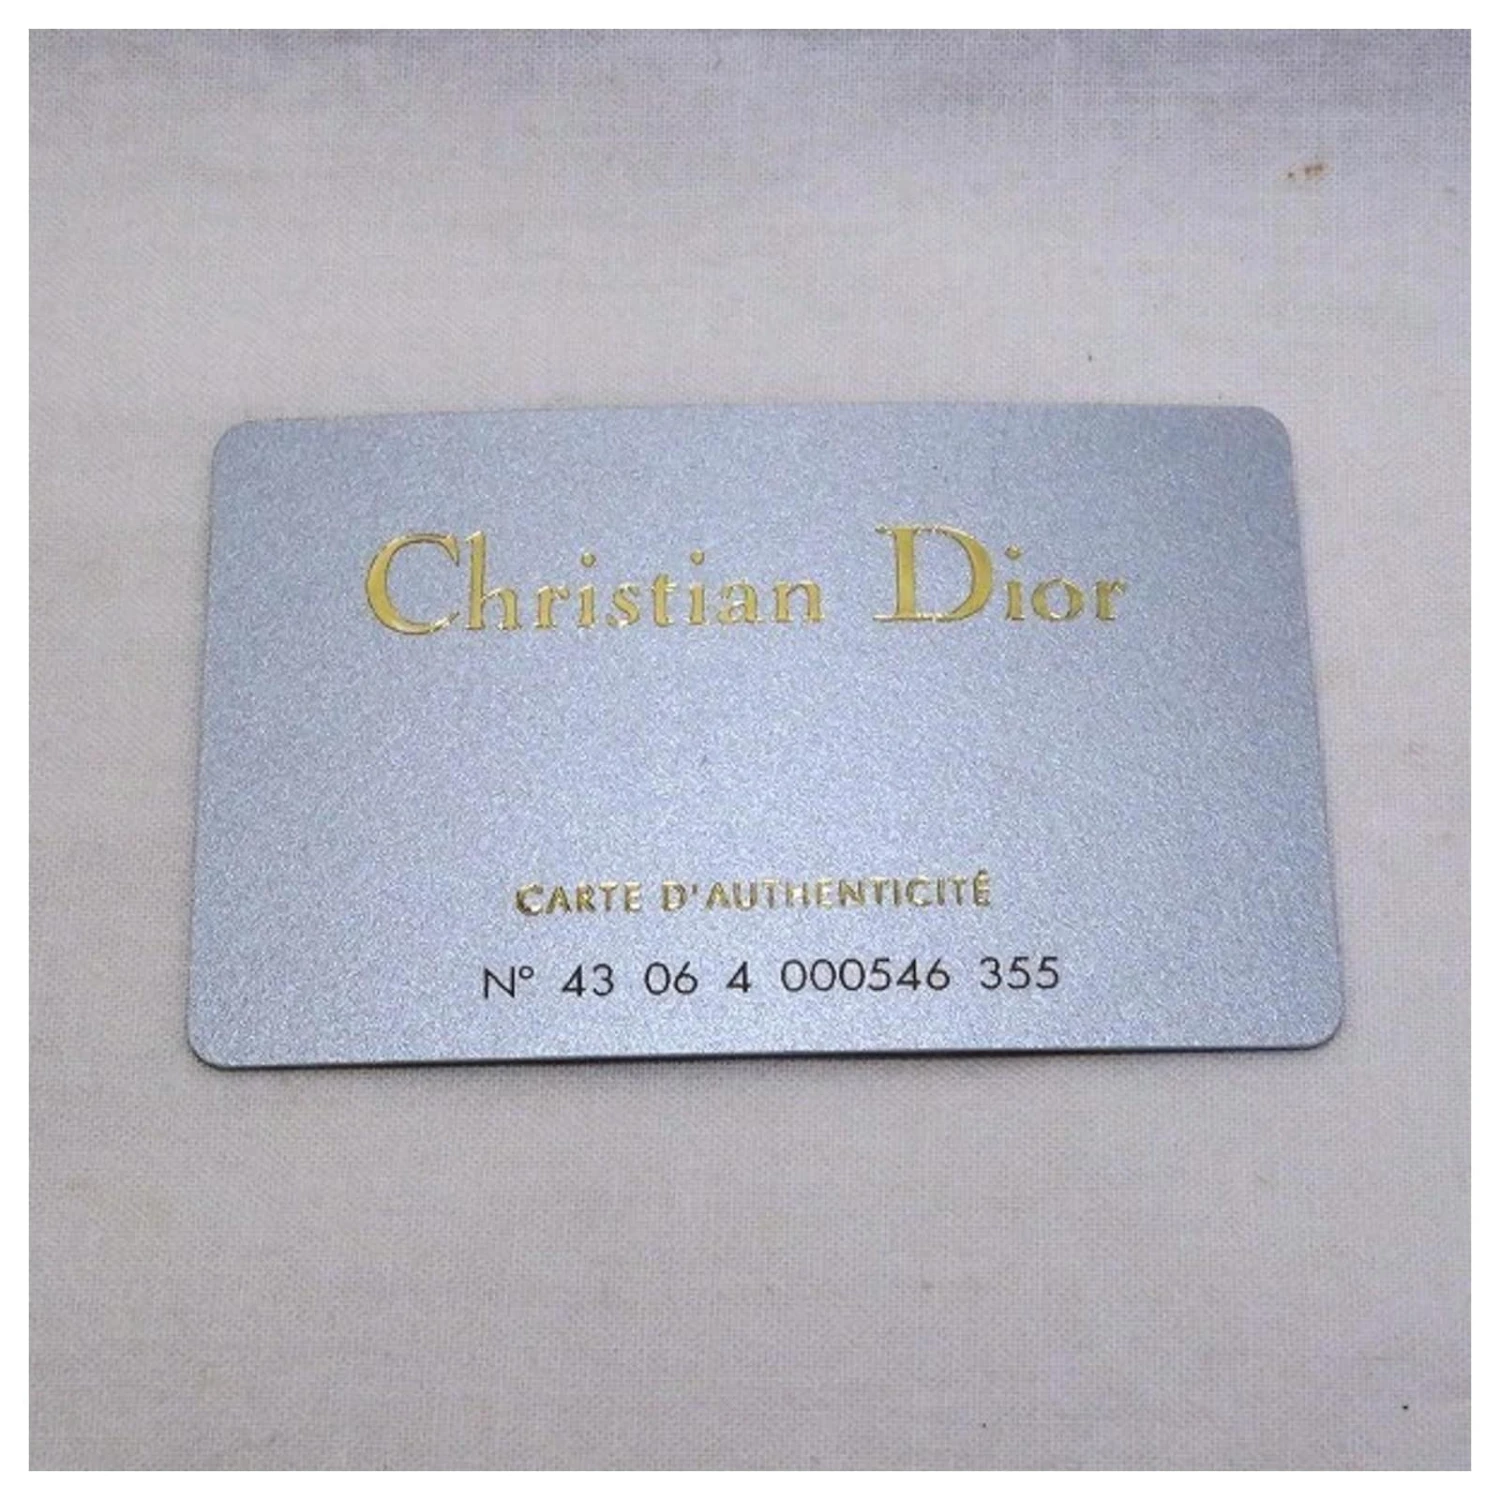 Christian Dior
CARTE D'AUTHENTICITÉ
N° 43 06 4 000546 355